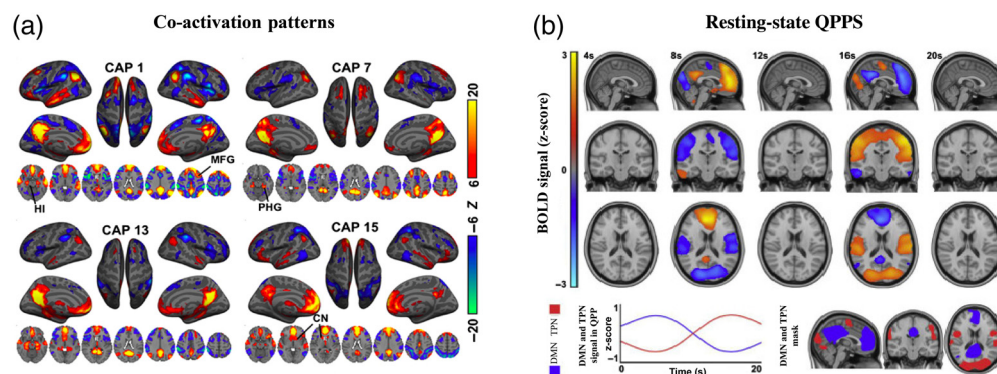 (a)
Co-activation patterns
CAP 1
CAP 7
MFG
HI
PHG
CAP 13
CAP 15
CN
20
6
Z
−6
−20
(b)
Resting-state QPPS
BOLD signal (z-score)
3
0
−3
4s
8s
12s
16s
20s
DMN TPN
DMN and TPN
signal in QPP
z-score
1
−1
0
20
Time (s)
DMN and TPN
mask